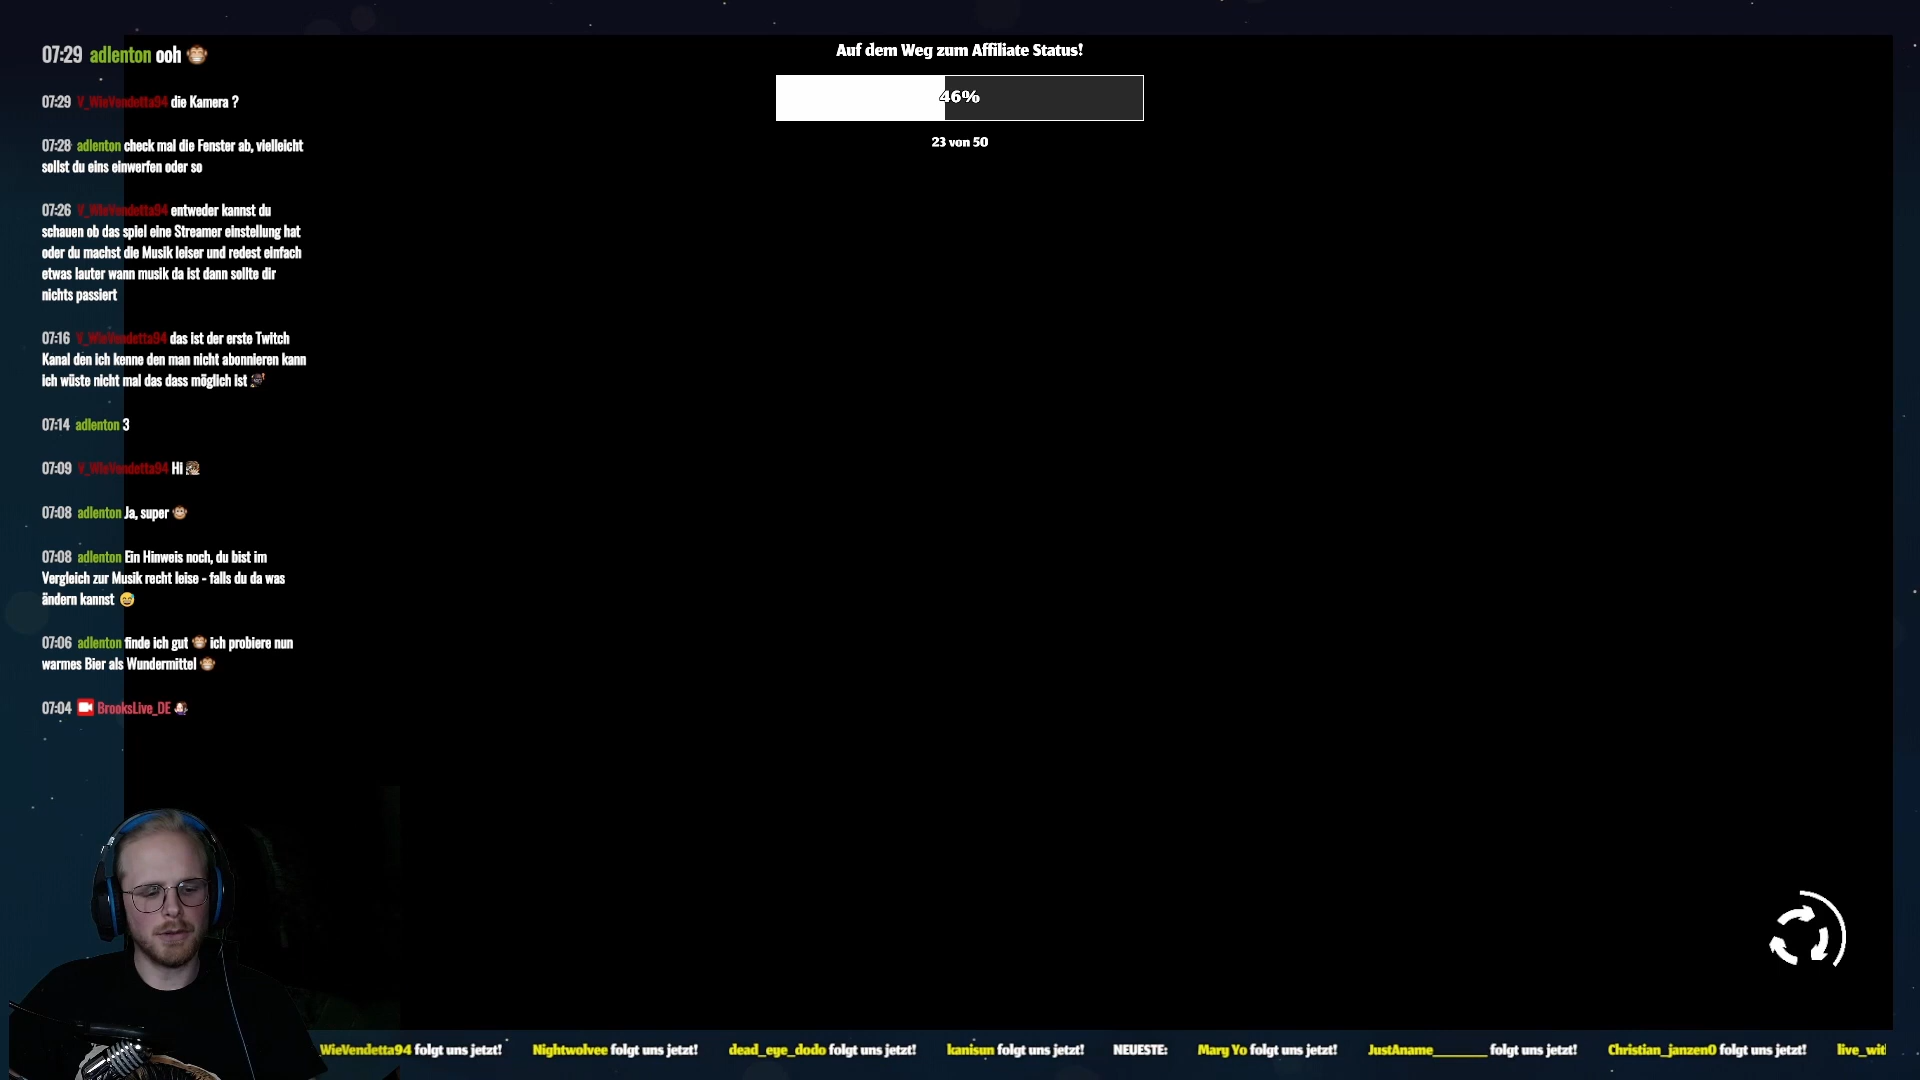 07:29 adlenton ooh
07:29 V_WieVendetta94 die Kamera ?
07:28 adlenton check mal die Fenster ab, vielleicht
sollst du eins einwerfen oder so
07:26 V_WieVendetta94 entweder kannst du
schauen ob das spiel eine Streamer einstellung hat
oder du machst die Musik leiser und redest einfach
etwas lauter wann musik da ist dann sollte dir
nichts passiert
07:16 V_WieVendetta94 das ist der erste Twitch
Kanal den ich kenne den man nicht abonnieren kann
ich wüste nicht mal das dass möglich ist
07:14 adlenton 3
07:09 V_WieVendetta94 Hi
07:08 adlenton Ja, super
07:08 adlenton Ein Hinweis noch, du bist im
Vergleich zur Musik recht leise - falls du da was
ändern kannst
07:06 adlenton finde ich gut ich probiere nun
warmes Bier als Wundermittel
07:04 BrooksLive_DE
Auf dem Weg zum Affiliate Status!
46%
23 von 50
WieVendetta94 folgt uns jetzt! Nightwolvee folgt uns jetzt! dead_eye_dodo folgt uns jetzt! kanisun folgt uns jetzt! NEUESTE: Mary Yo folgt uns jetzt! JustAname________ folgt uns jetzt! Christian_janzen0 folgt uns jetzt! live_wit